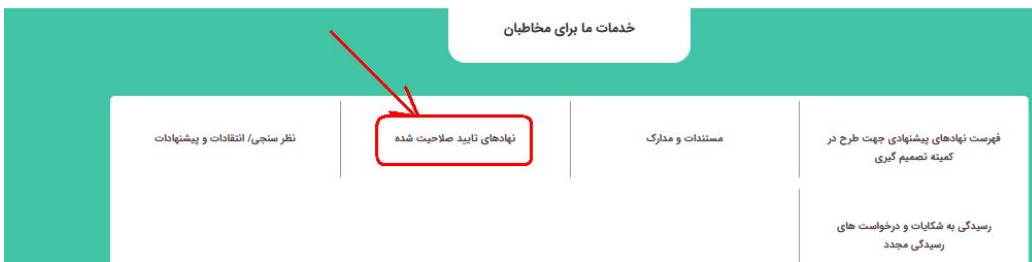 خدمات ما برای مخاطبان
فهرست نهادهای پیشنهادی جهت طرح در
کمیته تصمیم گیری
مستندات و مدارک
نهادهای تایید صلاحیت شده
نظر سنجی/ انتقادات و پیشنهادات
رسیدگی به شکایات و درخواست های
رسیدگی مجدد